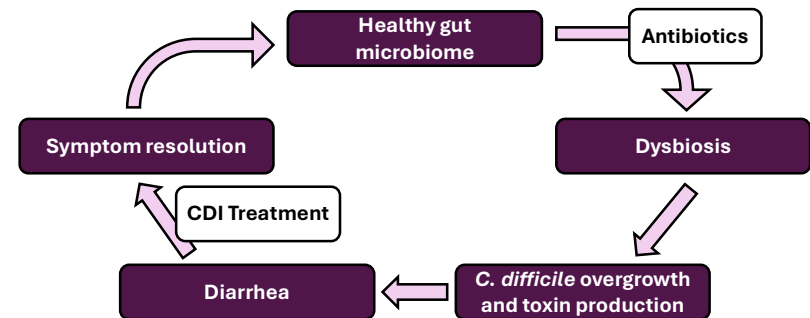 Healthy gut
microbiome
Antibiotics
Dysbiosis
C. difficile overgrowth
and toxin production
Diarrhea
CDI Treatment
Symptom resolution